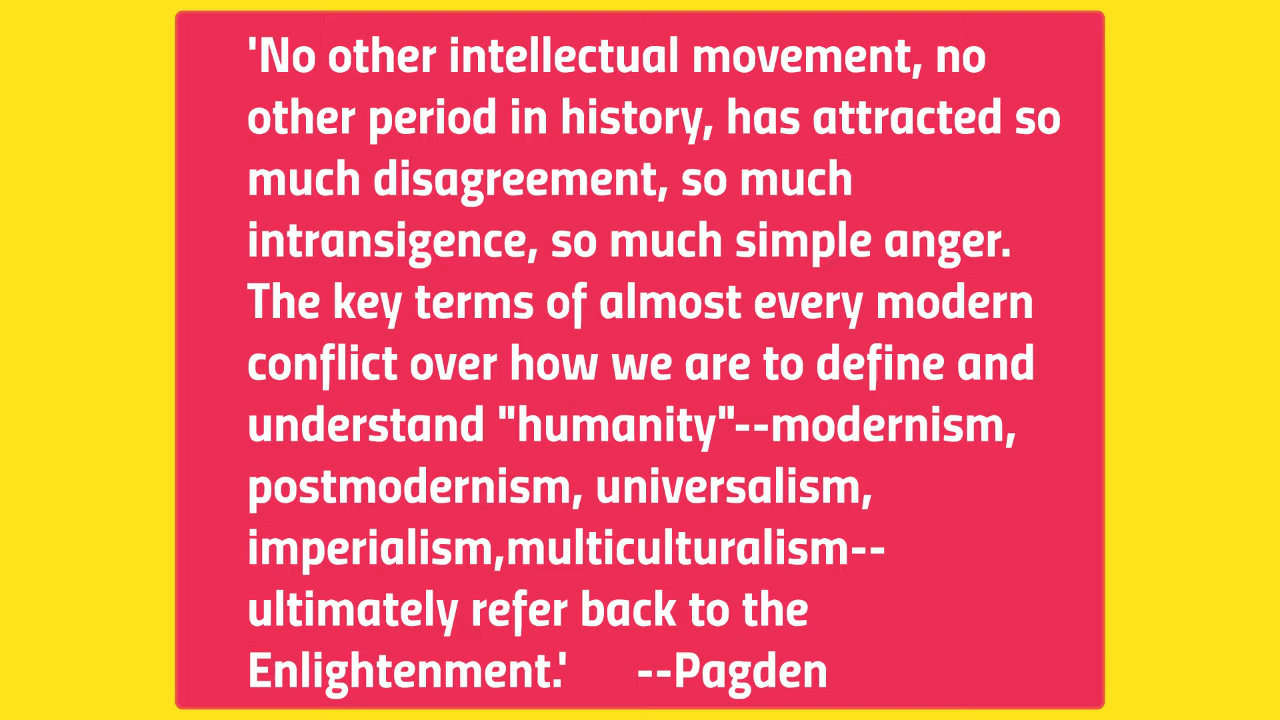 'No other intellectual movement, no
other period in history, has attracted so
much disagreement, so much
intransigence, so much simple anger.
The key terms of almost every modern
conflict over how we are to define and
understand "humanity"--modernism,
postmodernism, universalism,
imperialism,multiculturalism--
ultimately refer back to the
Enlightenment.' --Pagden